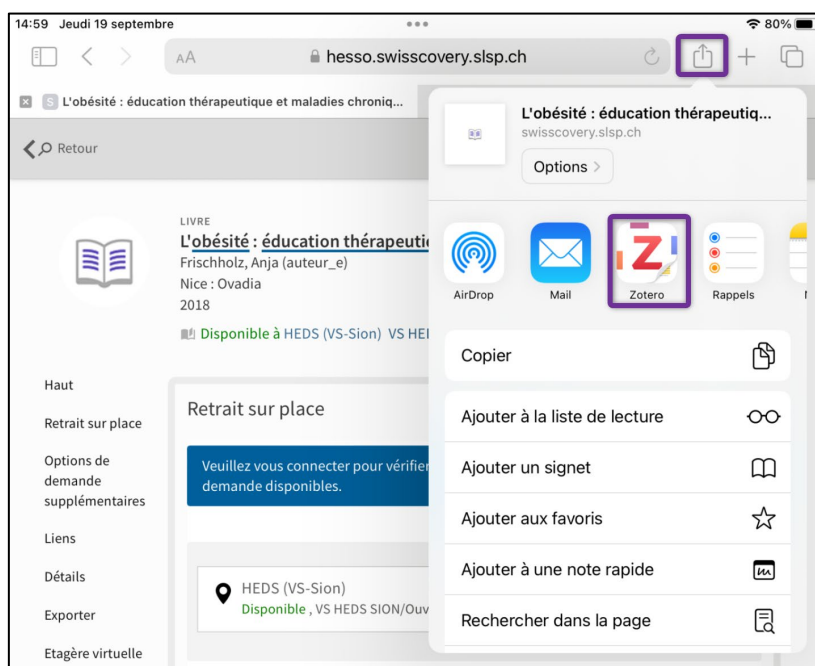 14:59 Jeudi 19 septembre
80%
AA
hesso.swisscovery.slsp.ch
S L'obésité : éducation thérapeutique et maladies chroniq...
Retour
LIVRE
L'obésité : éducation thérapeuti
Frischholz, Anja (auteur_e)
Nice : Ovadia
2018
Disponible à HEDS (VS-Sion) VS HE
Haut
Retrait sur place
Options de
demande
supplémentaires
Liens
Détails
Exporter
Etagère virtuelle
Retrait sur place
Veuillez vous connecter pour vérifier
demande disponibles.
HEDS (VS-Sion)
Disponible , VS HEDS SION/Ouv
L'obésité : éducation thérapeutiq...
swisscovery.slsp.ch
Options
Z
AirDrop
Mail
Zotero
Rappels
Copier
Ajouter à la liste de lecture
Ajouter un signet
Ajouter aux favoris
Ajouter à une note rapide
Rechercher dans la page